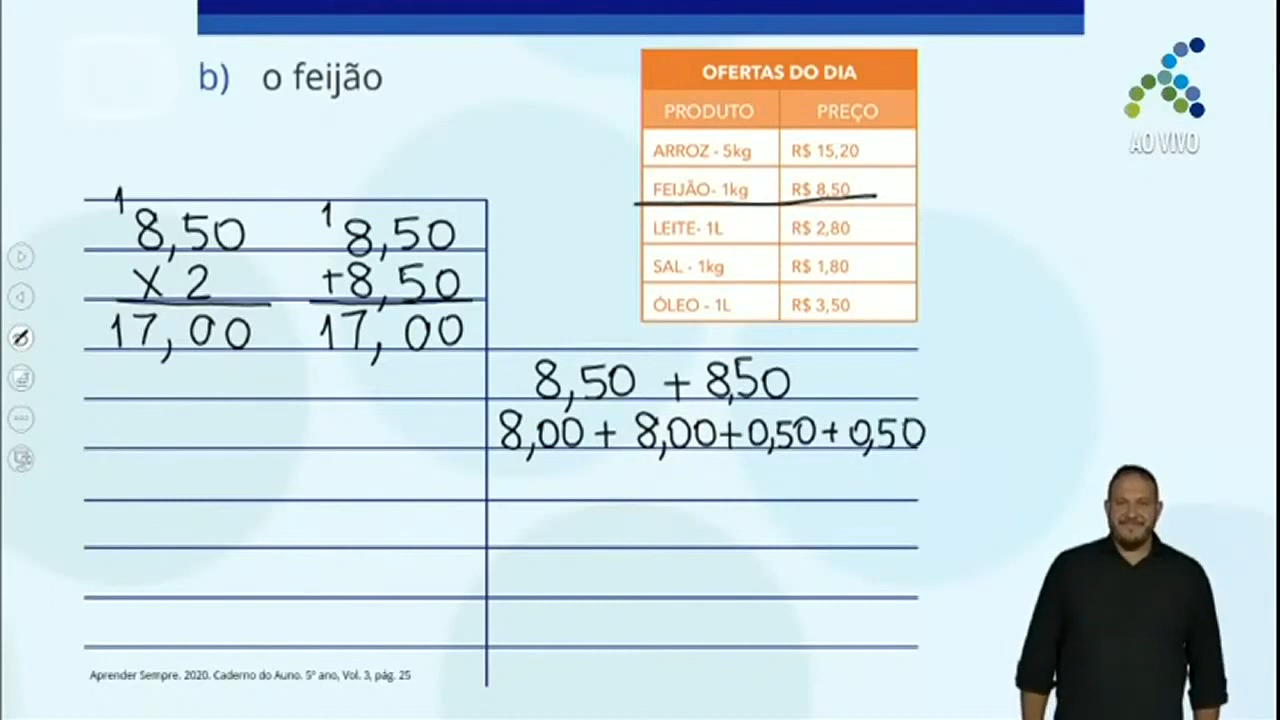 b) o feijão
OFERTAS DO DIA
PRODUTO PREÇO
ARROZ - 5kg R$ 15,20
FEIJÃO- 1kg R$ 8,50
LEITE- 1L R$ 2,80
SAL - 1kg R$ 1,80
ÓLEO - 1L R$ 3,50
AO VIVO
1 1
8,50 8,50
x 2 +8,50
17,00 17,00
8,50 + 8,50
8,00 + 8,00+0,50+0,50
Aprender Sempre. 2020. Caderno do Auno. 5º ano, Vol. 3, pág. 25